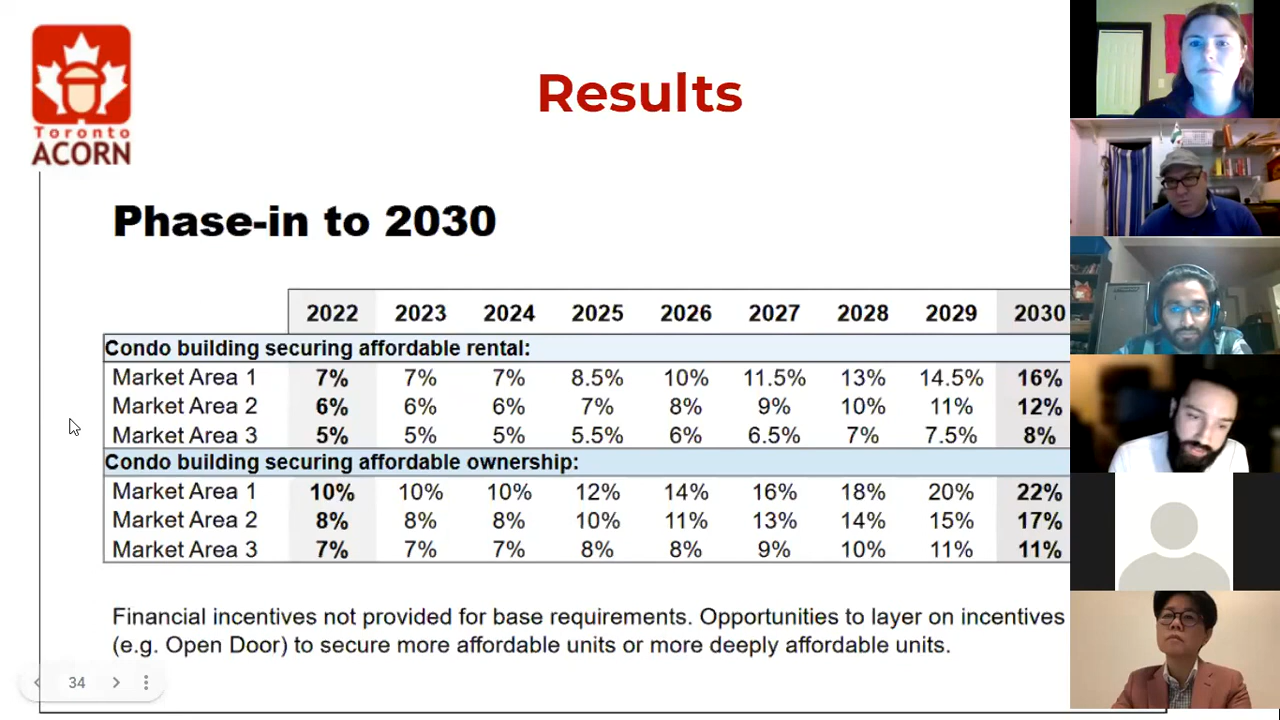 Toronto
ACORN
Results
Phase-in to 2030
2022 2023 2024 2025 2026 2027 2028 2029 2030
Condo building securing affordable rental:
Market Area 1 7% 7% 7% 8.5% 10% 11.5% 13% 14.5% 16%
Market Area 2 6% 6% 6% 7% 8% 9% 10% 11% 12%
Market Area 3 5% 5% 5% 5.5% 6% 6.5% 7% 7.5% 8%
Condo building securing affordable ownership:
Market Area 1 10% 10% 10% 12% 14% 16% 18% 20% 22%
Market Area 2 8% 8% 8% 10% 11% 13% 14% 15% 17%
Market Area 3 7% 7% 7% 8% 8% 9% 10% 11% 11%
Financial incentives not provided for base requirements. Opportunities to layer on incentives
(e.g. Open Door) to secure more affordable units or more deeply affordable units.
34